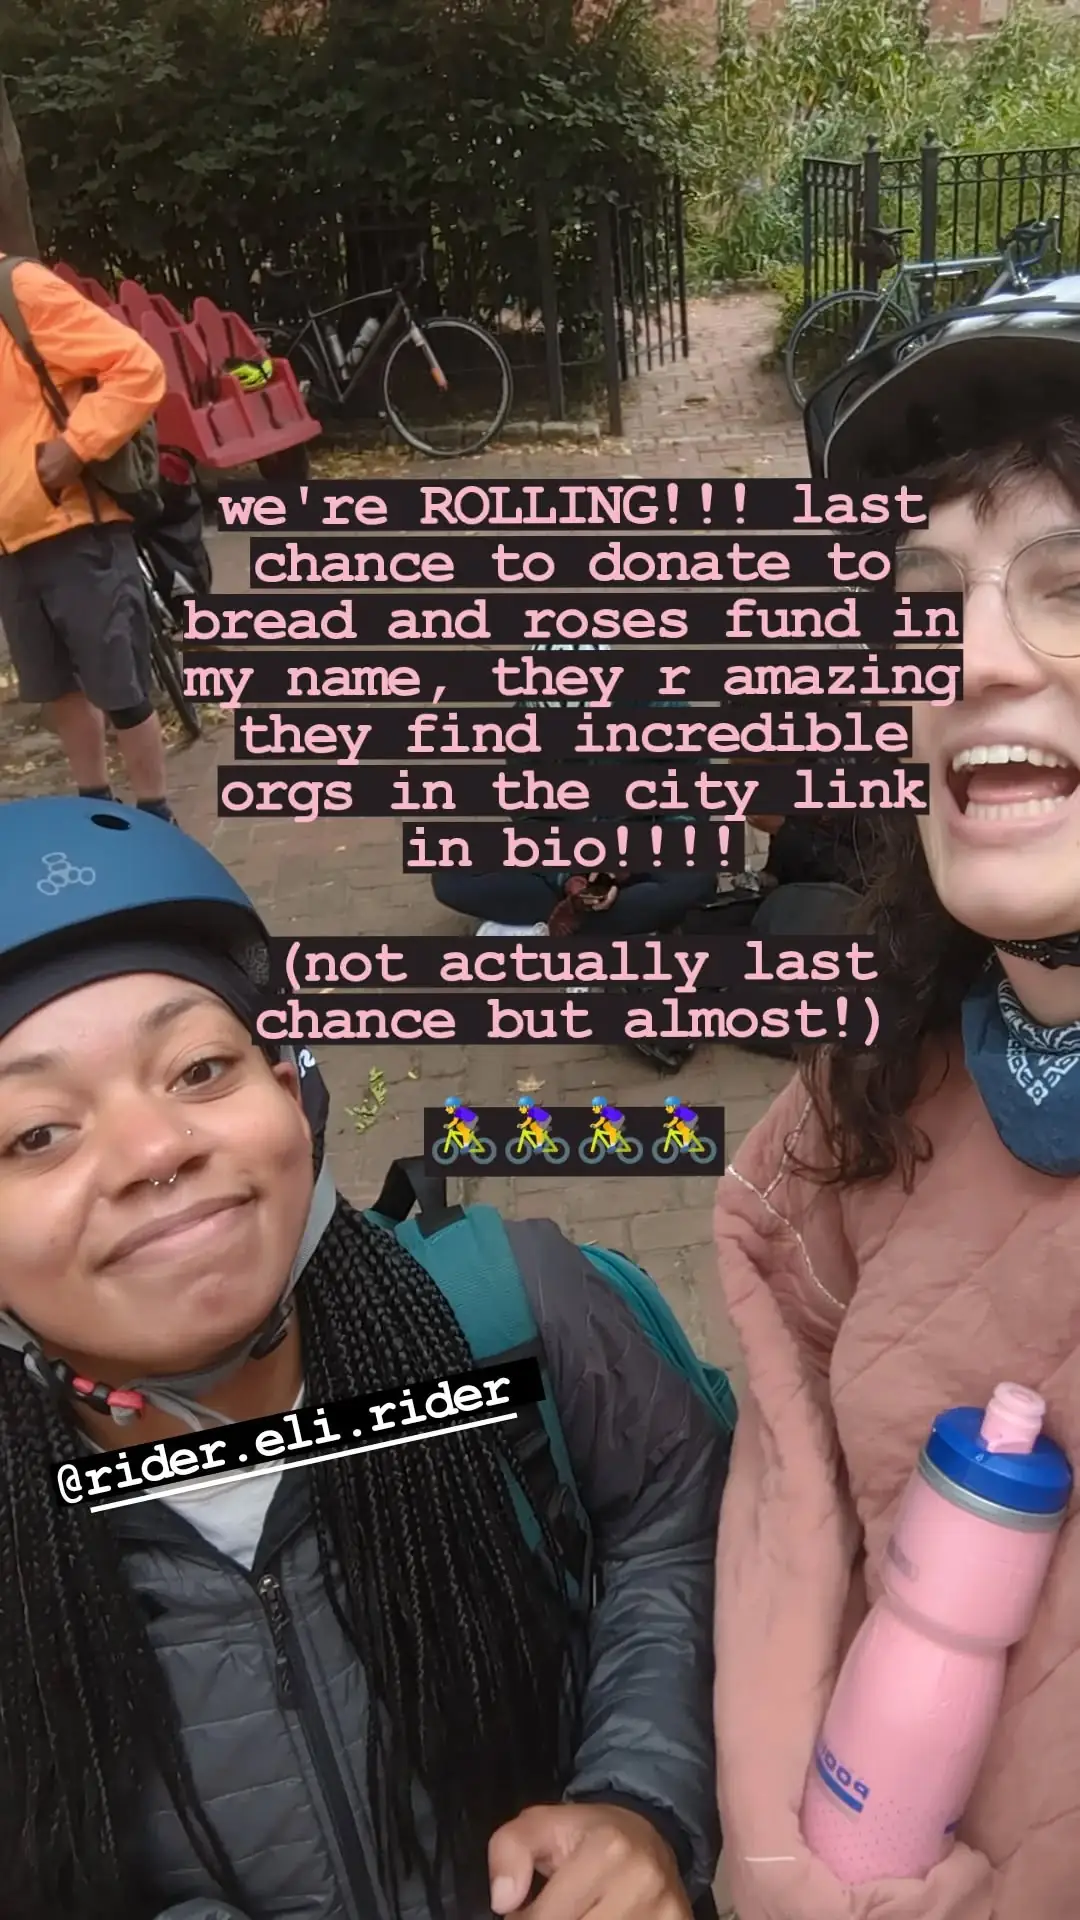 we're ROLLING!!! last
chance to donate to
bread and roses fund in
my name, they r amazing
they find incredible
orgs in the city link
in bio!!!!
(not actually last
chance but almost!)
🚴‍♀️🚴‍♀️🚴‍♀️🚴‍♀️
@rider.eli.rider